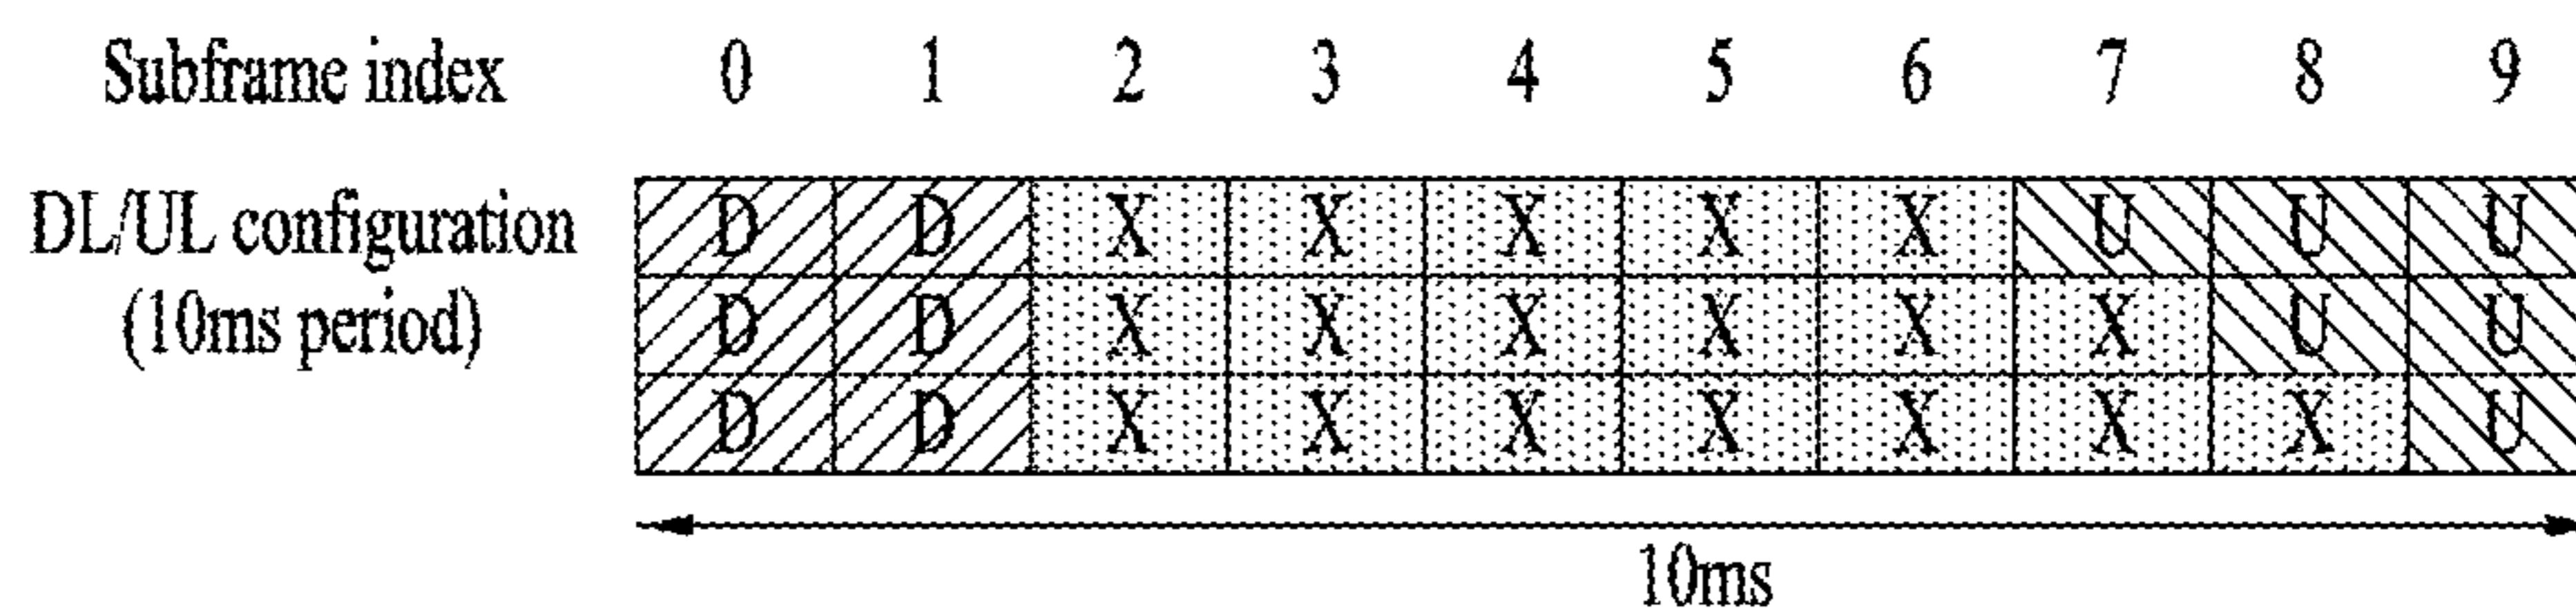 Subframe index 0 1 2 3 4 5 6 7 8 9
DL/UL configuration
(10ms period)
D D X X X X X U U U
D D X X X X X X U U
D D X X X X X X X U
10ms